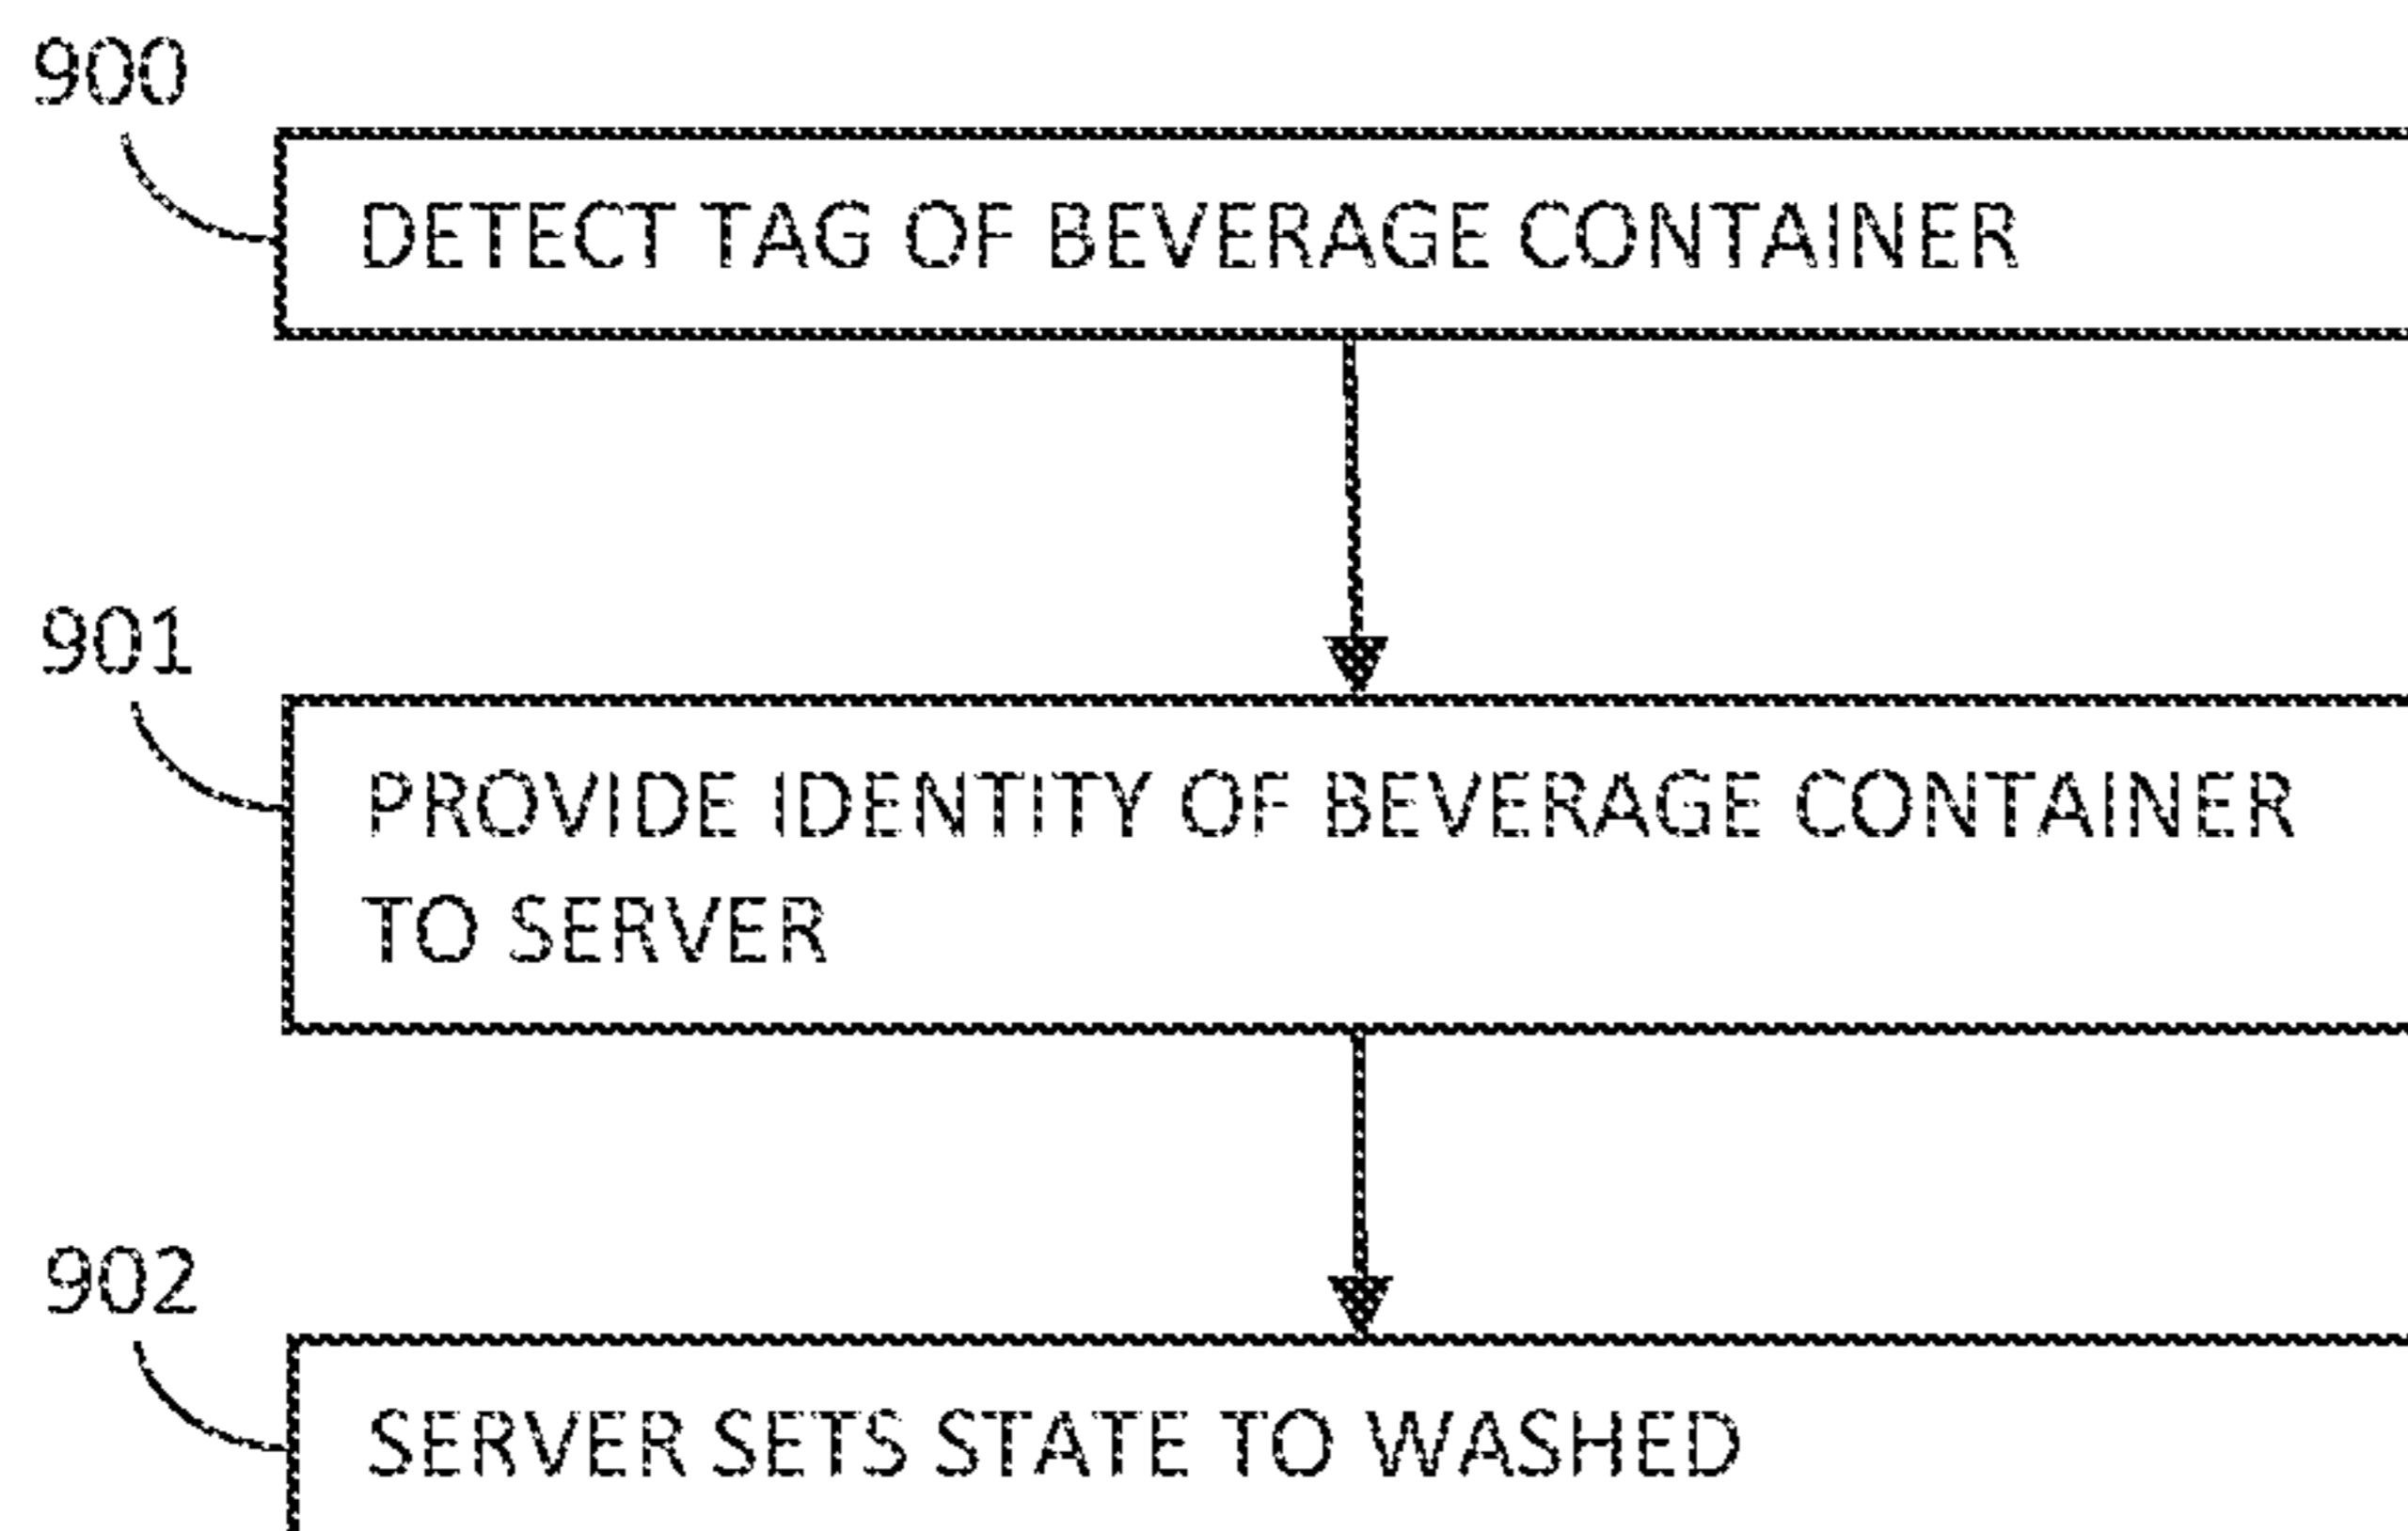 900
DETECT TAG OF BEVERAGE CONTAINER
901
PROVIDE IDENTITY OF BEVERAGE CONTAINER
TO SERVER
902
SERVER SETS STATE TO WASHED